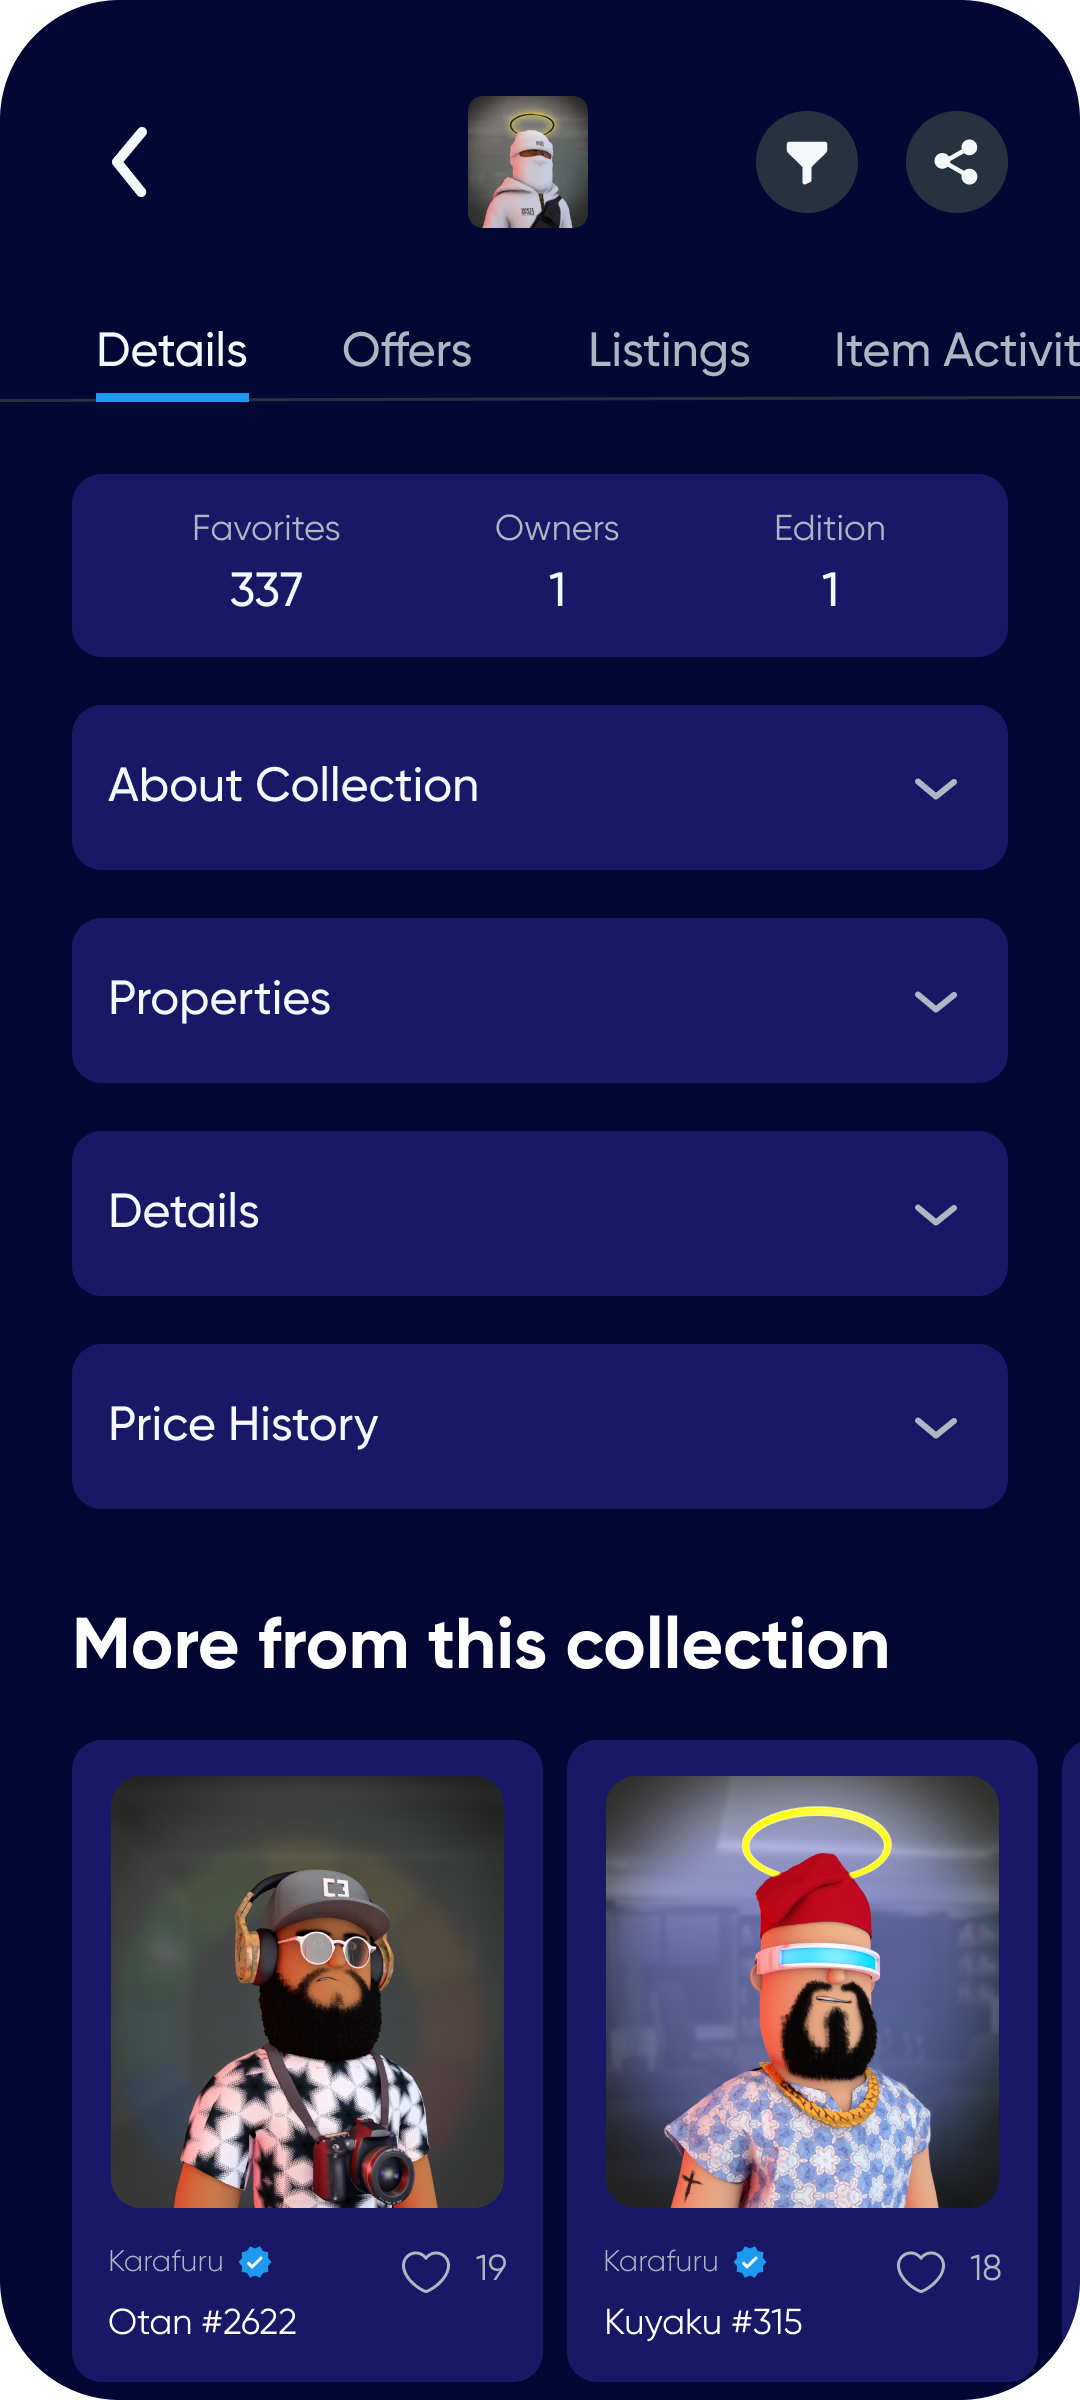 Details Offers Listings Item Activit
Favorites Owners Edition
337 1 1
About Collection
Properties
Details
Price History
More from this collection
Karafuru 19 Karafuru 18
Otan #2622 Kuyaku #315